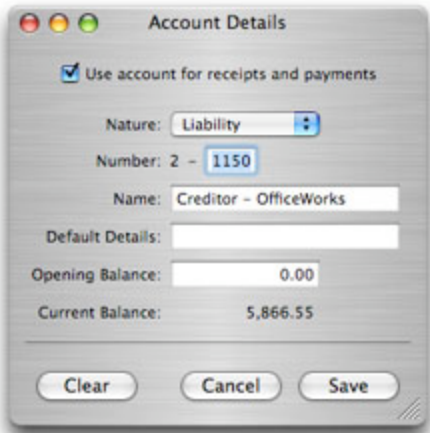 Account Details
Use account for receipts and payments
Nature: Liability
Number: 2 - 1150
Name: Creditor - OfficeWorks
Default Details:
Opening Balance: 0.00
Current Balance: 5,866.55
Clear Cancel Save